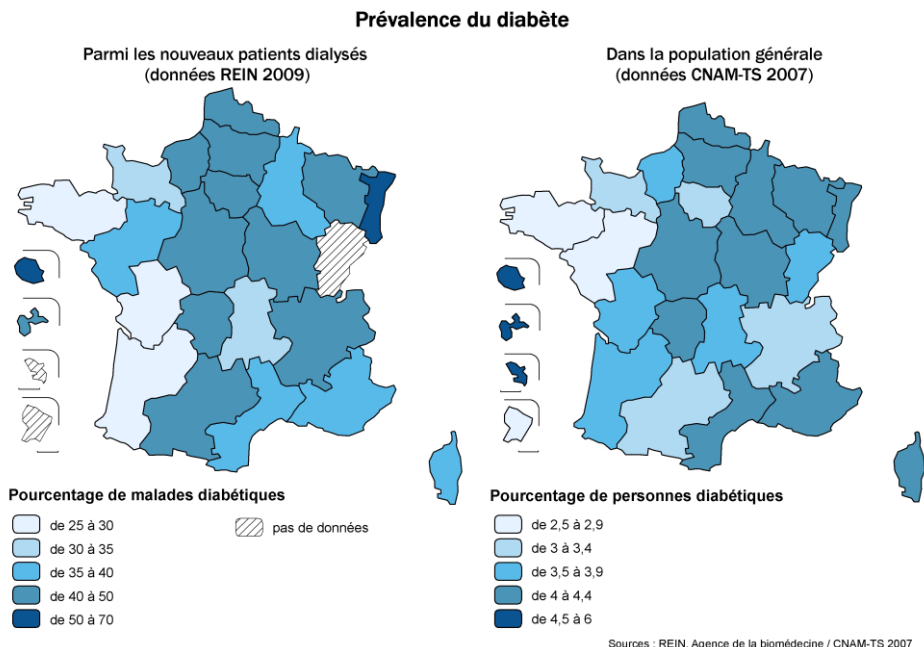 Prévalence du diabète
Parmi les nouveaux patients dialysés
(données REIN 2009)
Dans la population générale
(données CNAM-TS 2007)
Pourcentage de malades diabétiques
de 25 à 30
de 30 à 35
de 35 à 40
de 40 à 50
de 50 à 70
pas de données
Pourcentage de personnes diabétiques
de 2,5 à 2,9
de 3 à 3,4
de 3,5 à 3,9
de 4 à 4,4
de 4,5 à 6
Sources : REIN, Agence de la biomédecine / CNAM-TS 2007